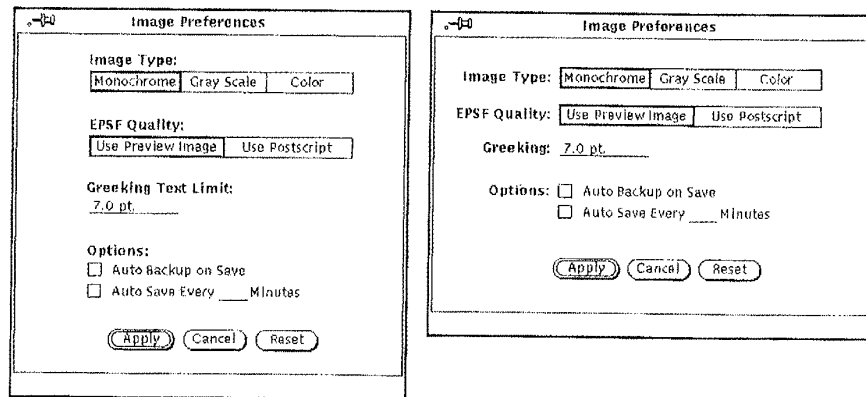 Image Preferences
Image Type:
Monochrome Gray Scale Color
EPSF Quality:
Use Preview Image Use Postscript
Greeking Text Limit:
7.0 pt.
Options:
Auto Backup on Save
Auto Save Every ____ Minutes
Apply Cancel Reset
Image Preferences
Image Type: Monochrome Gray Scale Color
EPSF Quality: Use Preview Image Use Postscript
Greeking: 7.0 pt.
Options: Auto Backup on Save
Auto Save Every ____ Minutes
Apply Cancel Reset